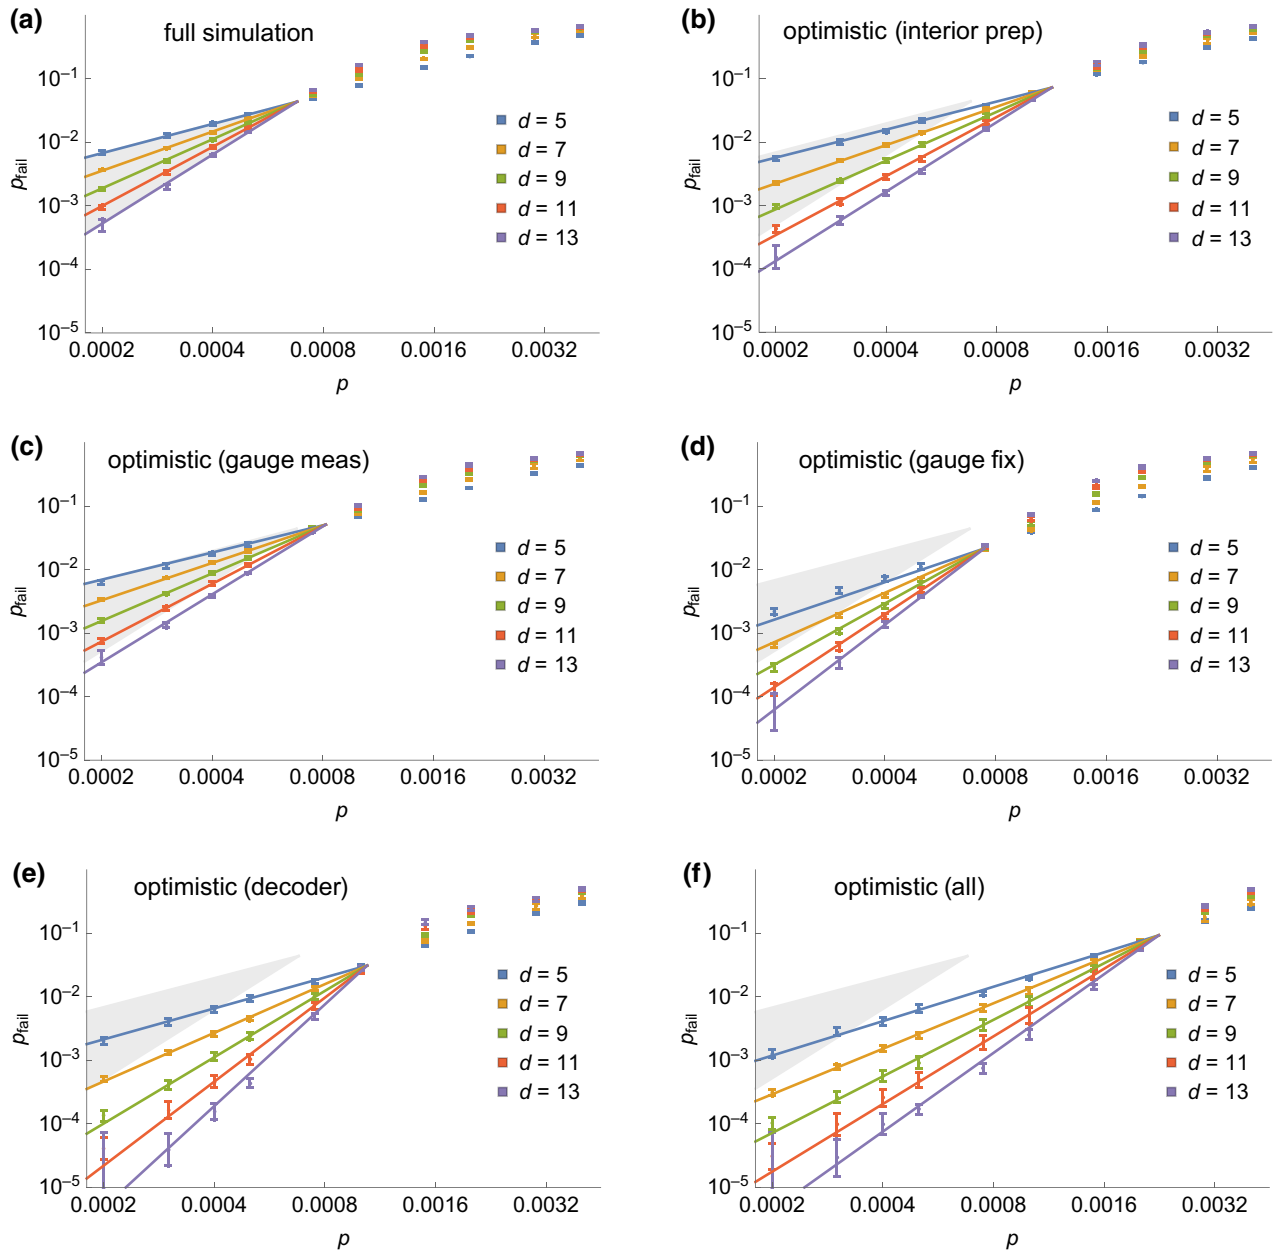 (a)
full simulation
10⁻¹
10⁻²
10⁻³
10⁻⁴
10⁻⁵
p_fail
d = 5
d = 7
d = 9
d = 11
d = 13
0.0002 0.0004 0.0008 0.0016 0.0032
p
(b)
optimistic (interior prep)
10⁻¹
10⁻²
10⁻³
10⁻⁴
10⁻⁵
p_fail
d = 5
d = 7
d = 9
d = 11
d = 13
0.0002 0.0004 0.0008 0.0016 0.0032
p
(c)
optimistic (gauge meas)
10⁻¹
10⁻²
10⁻³
10⁻⁴
10⁻⁵
p_fail
d = 5
d = 7
d = 9
d = 11
d = 13
0.0002 0.0004 0.0008 0.0016 0.0032
p
(d)
optimistic (gauge fix)
10⁻¹
10⁻²
10⁻³
10⁻⁴
10⁻⁵
p_fail
d = 5
d = 7
d = 9
d = 11
d = 13
0.0002 0.0004 0.0008 0.0016 0.0032
p
(e)
optimistic (decoder)
10⁻¹
10⁻²
10⁻³
10⁻⁴
10⁻⁵
p_fail
d = 5
d = 7
d = 9
d = 11
d = 13
0.0002 0.0004 0.0008 0.0016 0.0032
p
(f)
optimistic (all)
10⁻¹
10⁻²
10⁻³
10⁻⁴
10⁻⁵
p_fail
d = 5
d = 7
d = 9
d = 11
d = 13
0.0002 0.0004 0.0008 0.0016 0.0032
p